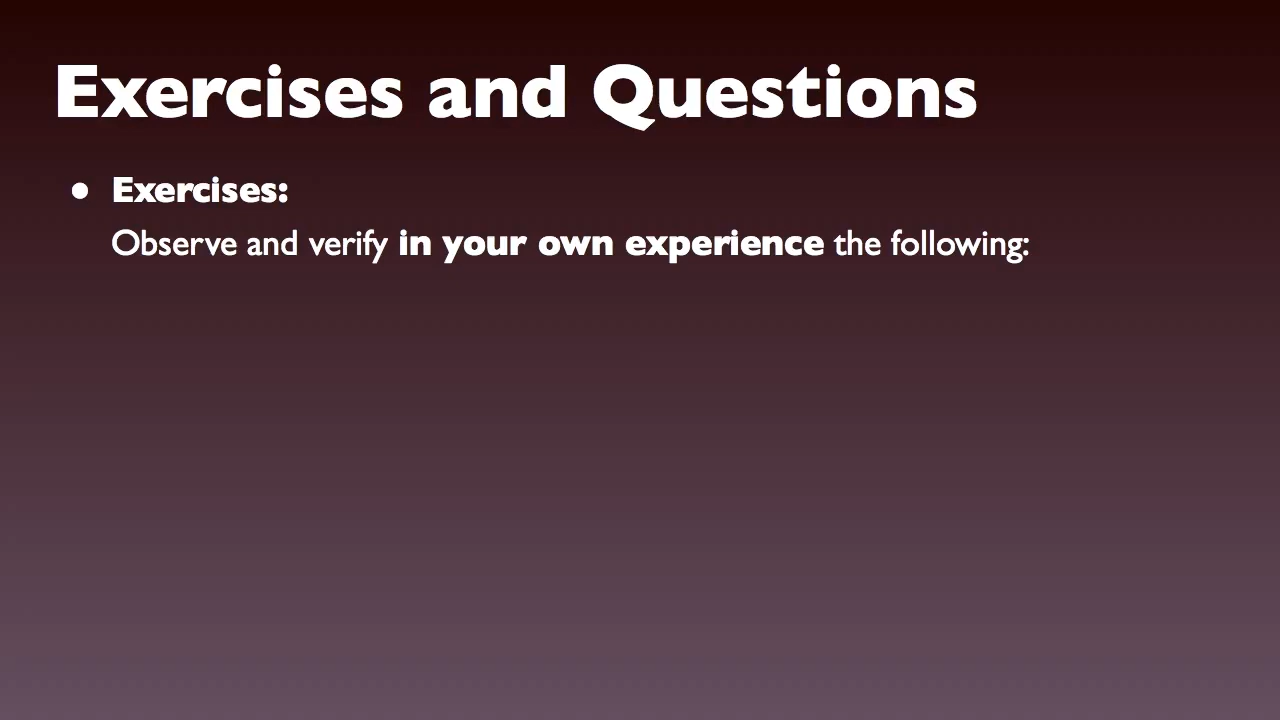 Exercises and Questions
• Exercises:
Observe and verify in your own experience the following: